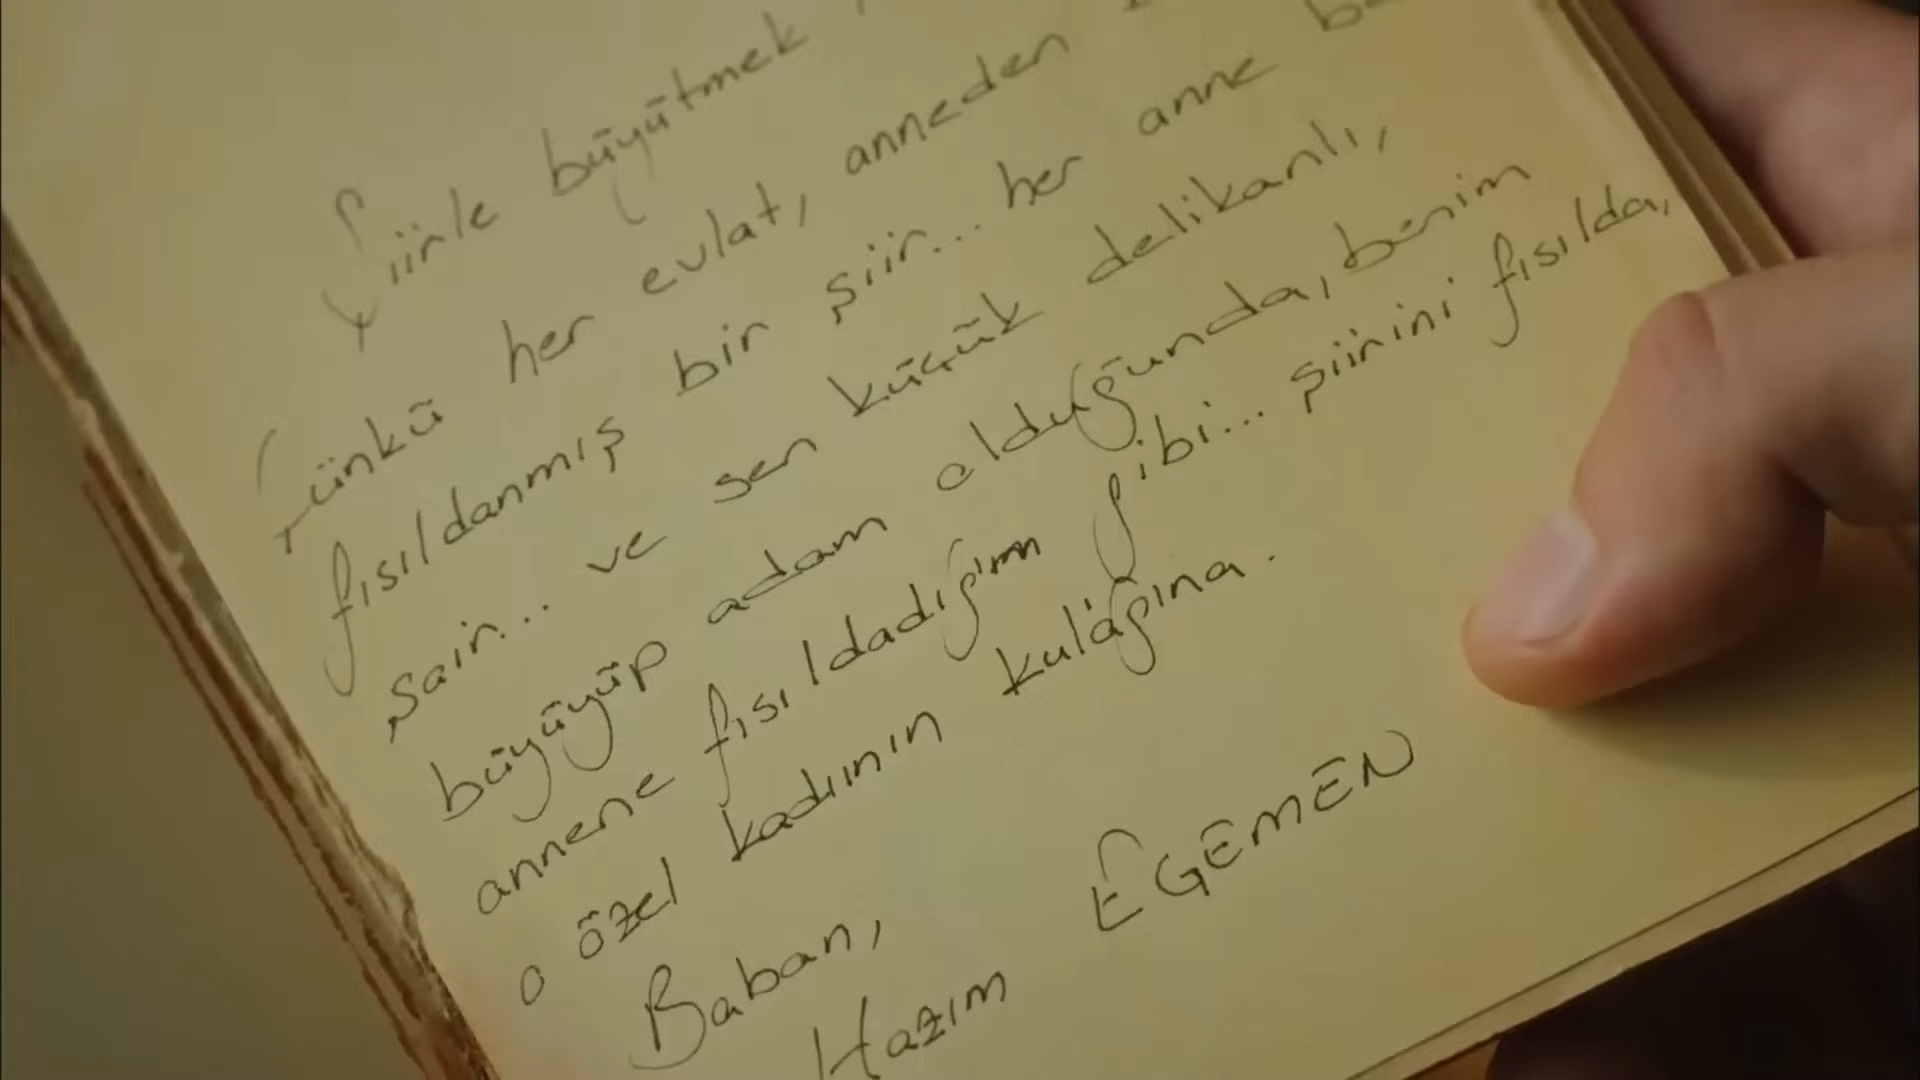 Şiirle büyütmek
Çünkü her evlat, anneden
fısıldanmış bir şiir... her anne
şair... ve sen küçük delikanlı,
büyüyüp adam olduğunda, benim
annene fısıldadığım gibi... şiirini fısılda,
o özel kadının kulağına.
Baban,
Hazım EGEMEN